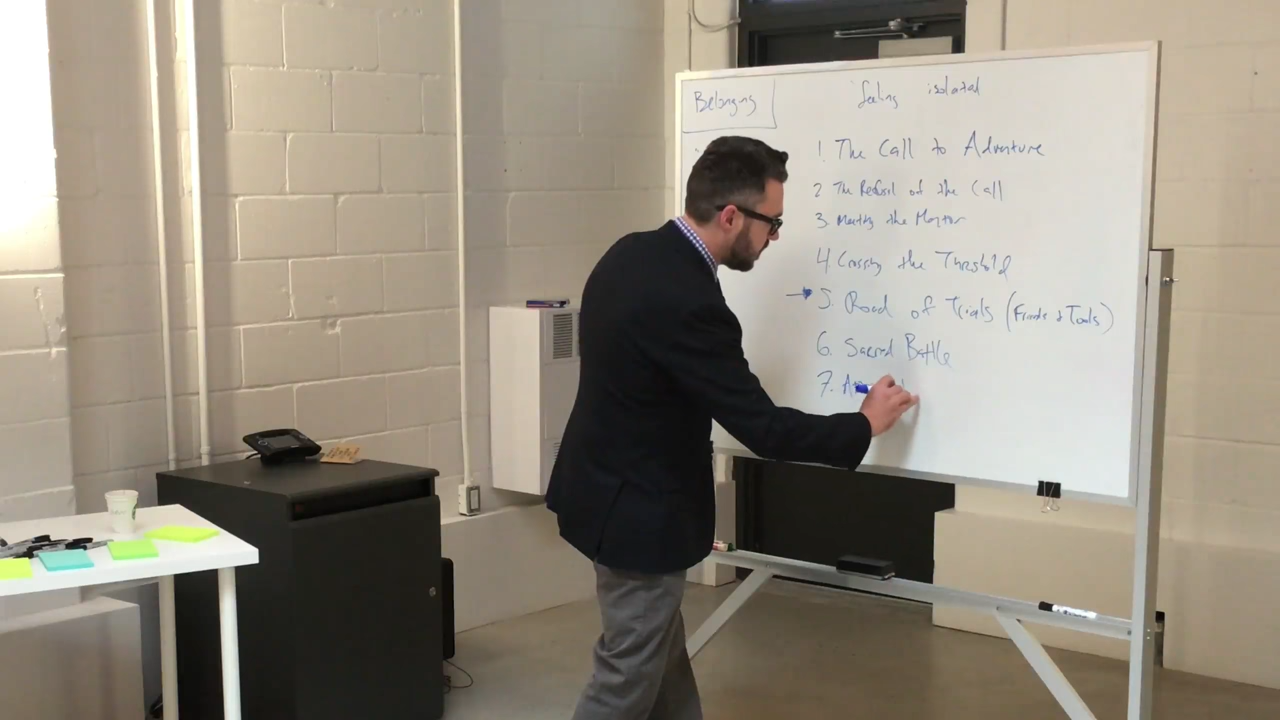 Belonging
feeling isolated
1. The Call to Adventure
2 The Refusal of the Call
3. Meeting the Mentor
4 Crossing the Threshold
→ 5. Road of Trials (Friends + Tools)
6. Sacred Battle
7.